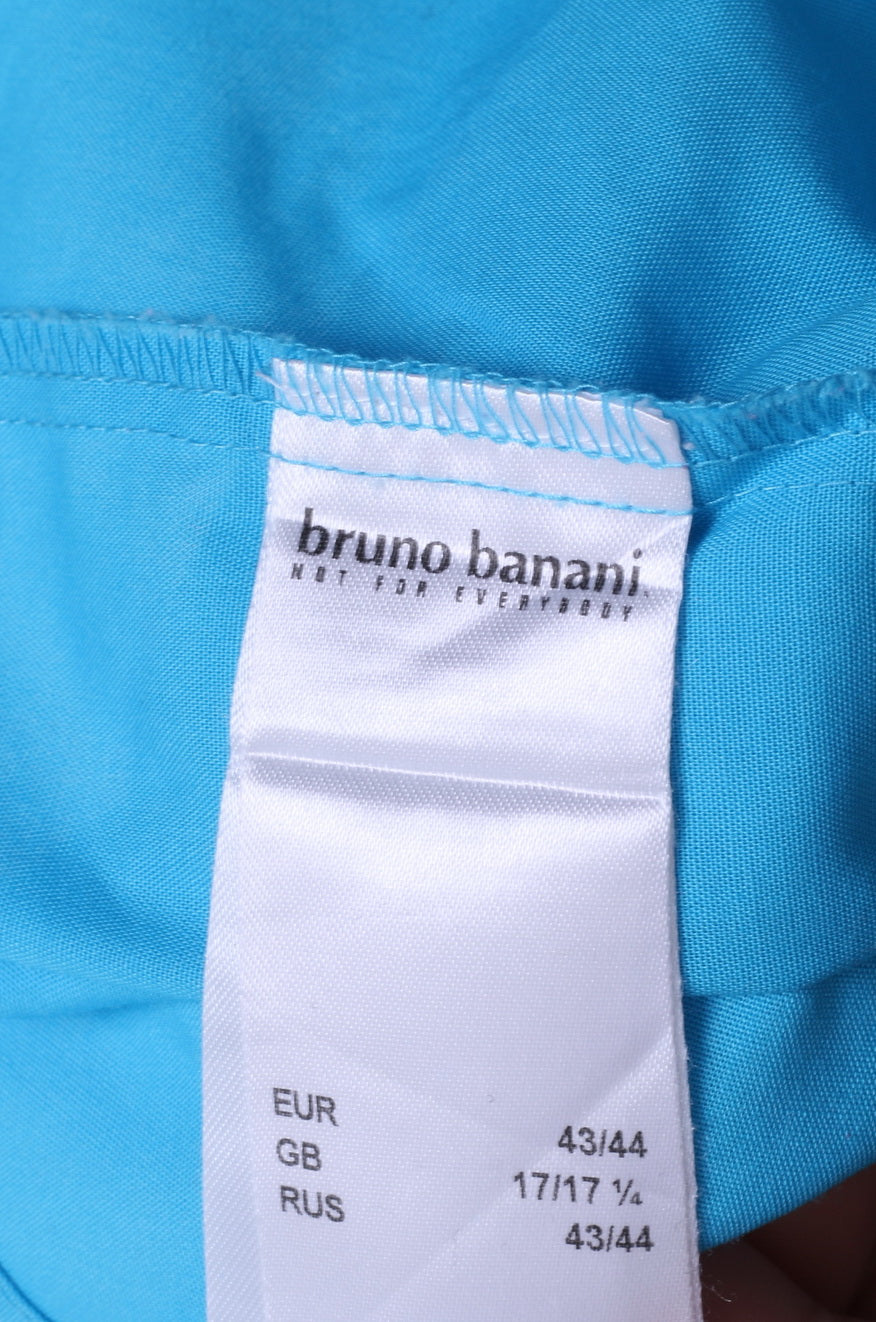 bruno banani.
NOT FOR EVERYBODY
EUR 43/44
GB 17/17 ¼
RUS 43/44